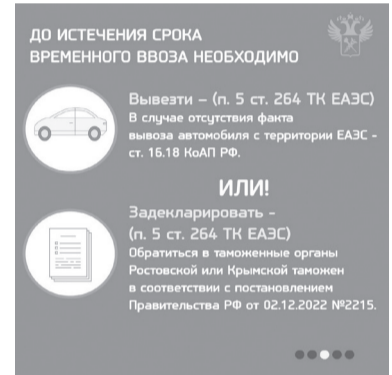 ДО ИСТЕЧЕНИЯ СРОКА
ВРЕМЕННОГО ВВОЗА НЕОБХОДИМО
Вывезти – (п. 5 ст. 264 ТК ЕАЭС)
В случае отсутствия факта
вывоза автомобиля с территории ЕАЭС -
ст. 16.18 КоАП РФ.
ИЛИ!
Задекларировать -
(п. 5 ст. 264 ТК ЕАЭС)
Обратиться в таможенные органы
Ростовской или Крымской таможен
в соответствии с постановлением
Правительства РФ от 02.12.2022 №2215.